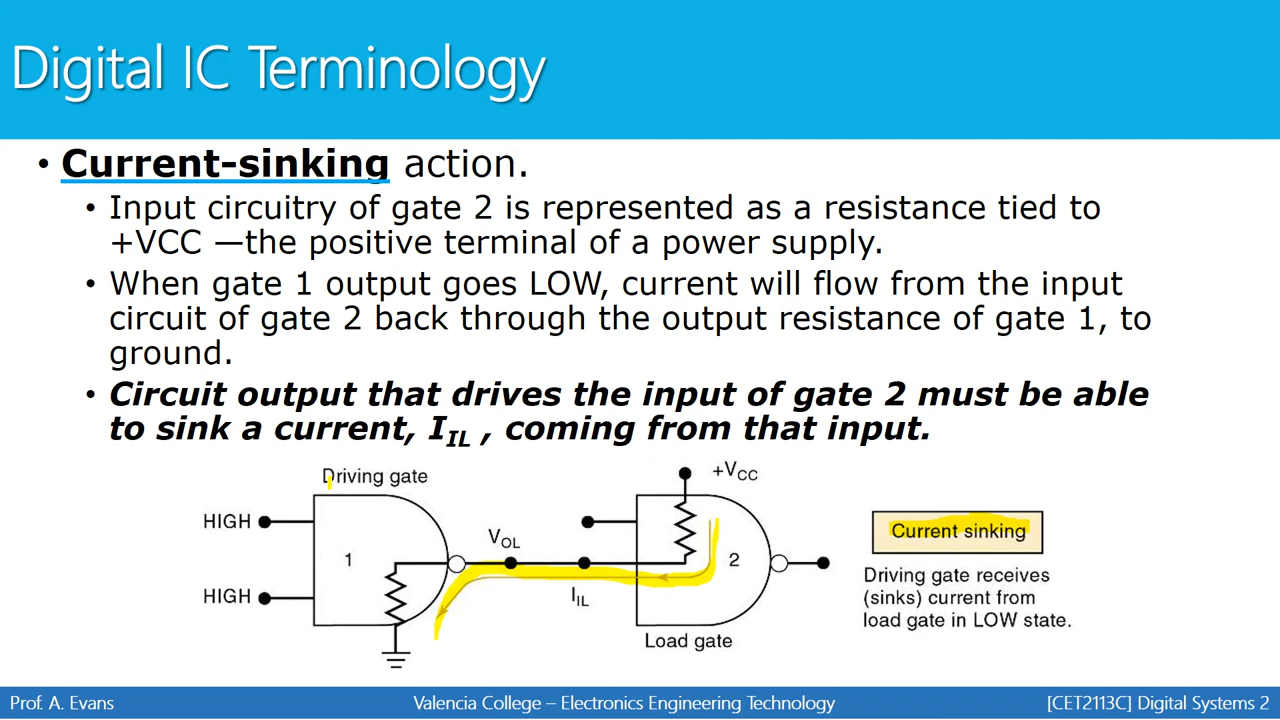 Digital IC Terminology
• Current-sinking action.
• Input circuitry of gate 2 is represented as a resistance tied to
+VCC —the positive terminal of a power supply.
• When gate 1 output goes LOW, current will flow from the input
circuit of gate 2 back through the output resistance of gate 1, to
ground.
• Circuit output that drives the input of gate 2 must be able
to sink a current, IIL , coming from that input.
Driving gate
+VCC
HIGH
1
VOL
2
Current sinking
HIGH
IIL
Load gate
Driving gate receives
(sinks) current from
load gate in LOW state.
Prof. A. Evans
Valencia College – Electronics Engineering Technology
[CET2113C] Digital Systems 2